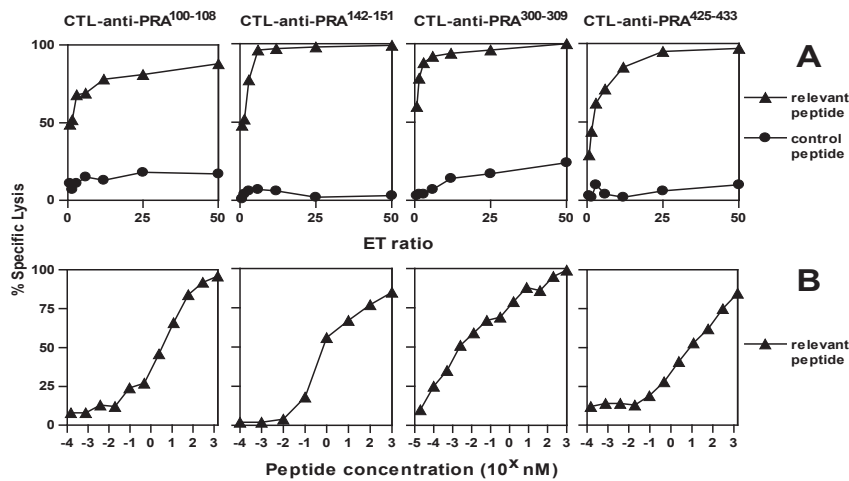 CTL-anti-PRA100-108 CTL-anti-PRA142-151 CTL-anti-PRA300-309 CTL-anti-PRA425-433
A
100
50
0
0 25 50 0 25 50 0 25 50 0 25 50
relevant
peptide
control
peptide
ET ratio
% Specific Lysis
B
100
75
50
25
0
-4 -3 -2 -1 0 1 2 3 -4 -3 -2 -1 0 1 2 3 -5 -4 -3 -2 -1 0 1 2 3 -4 -3 -2 -1 0 1 2 3
relevant
peptide
Peptide concentration (10x nM)